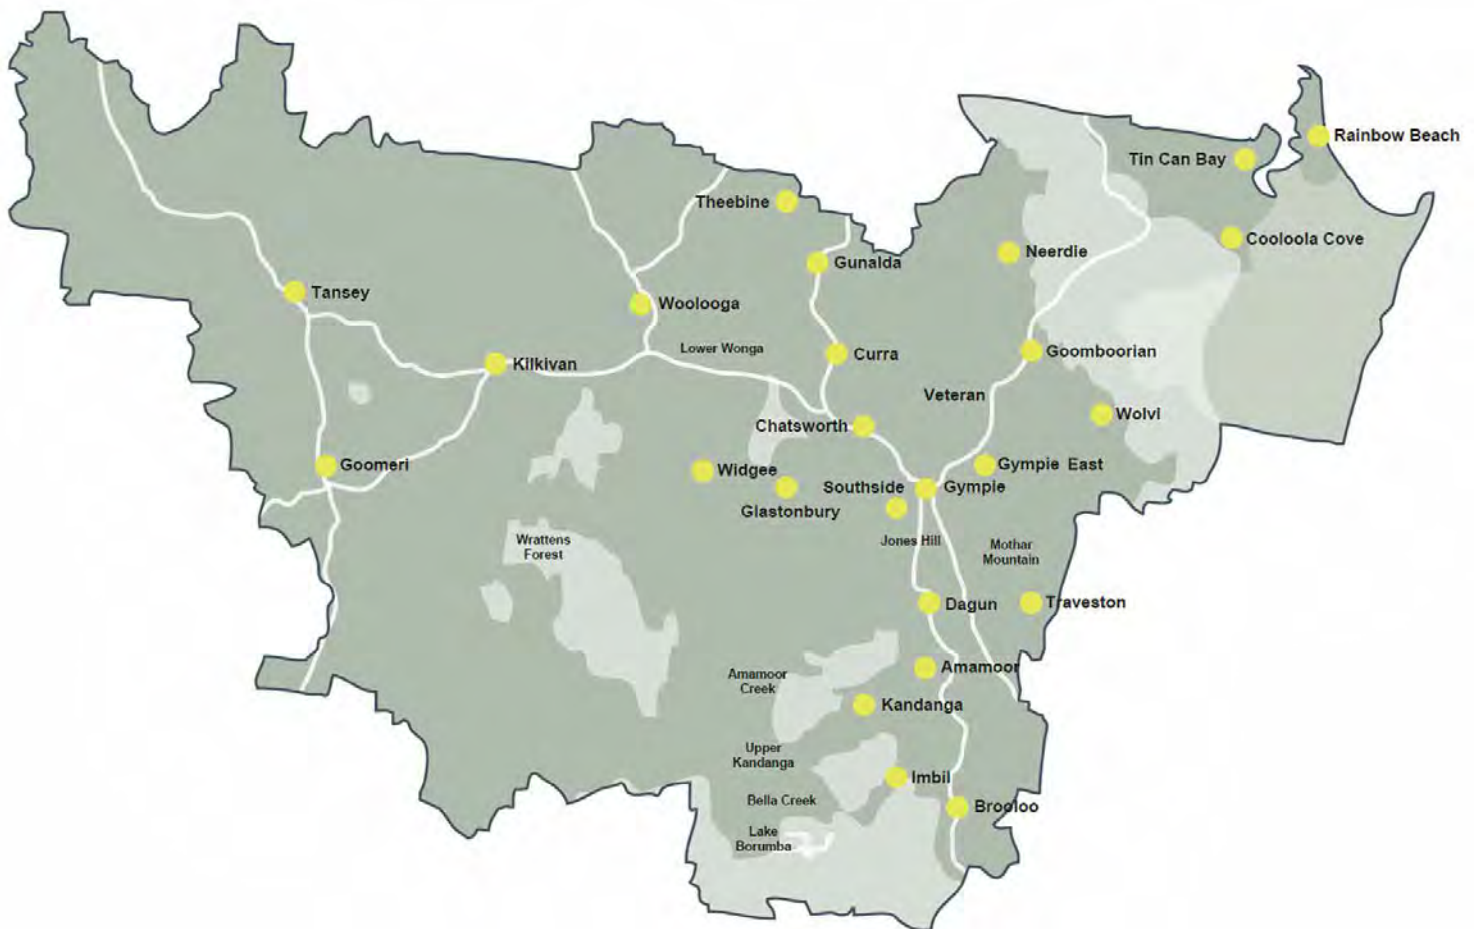 Rainbow Beach
Tin Can Bay
Theebine
Cooloola Cove
Neerdie
Gunalda
Tansey
Woolooga
Lower Wonga
Curra
Goomboorian
Kilkivan
Veteran
Wolvi
Chatsworth
Goomeri
Widgee
Gympie East
Southside
Gympie
Glastonbury
Wrattens
Forest
Jones Hill
Mothar
Mountain
Dagun
Traveston
Amamoor
Amamoor
Creek
Kandanga
Upper
Kandanga
Imbil
Bella Creek
Brooloo
Lake
Borumba